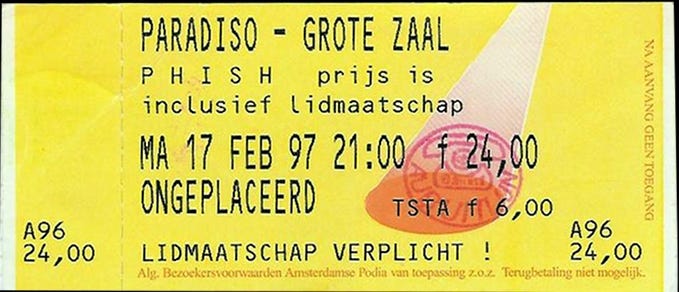 PARADISO - GROTE ZAAL
PHISH prijs is
inclusief lidmaatschap
MA 17 FEB 97 21:00 f 24,00
ONGEPLACEERD
TSTA f 6,00
A96
24,00
A96
24,00
LIDMAATSCHAP VERPLICHT !
Alg. Bezoekersvoorwaarden Amsterdamse Podia van toepassing z.o.z. Terugbetaling niet mogelijk.
NA AANVANG GEEN TOEGANG